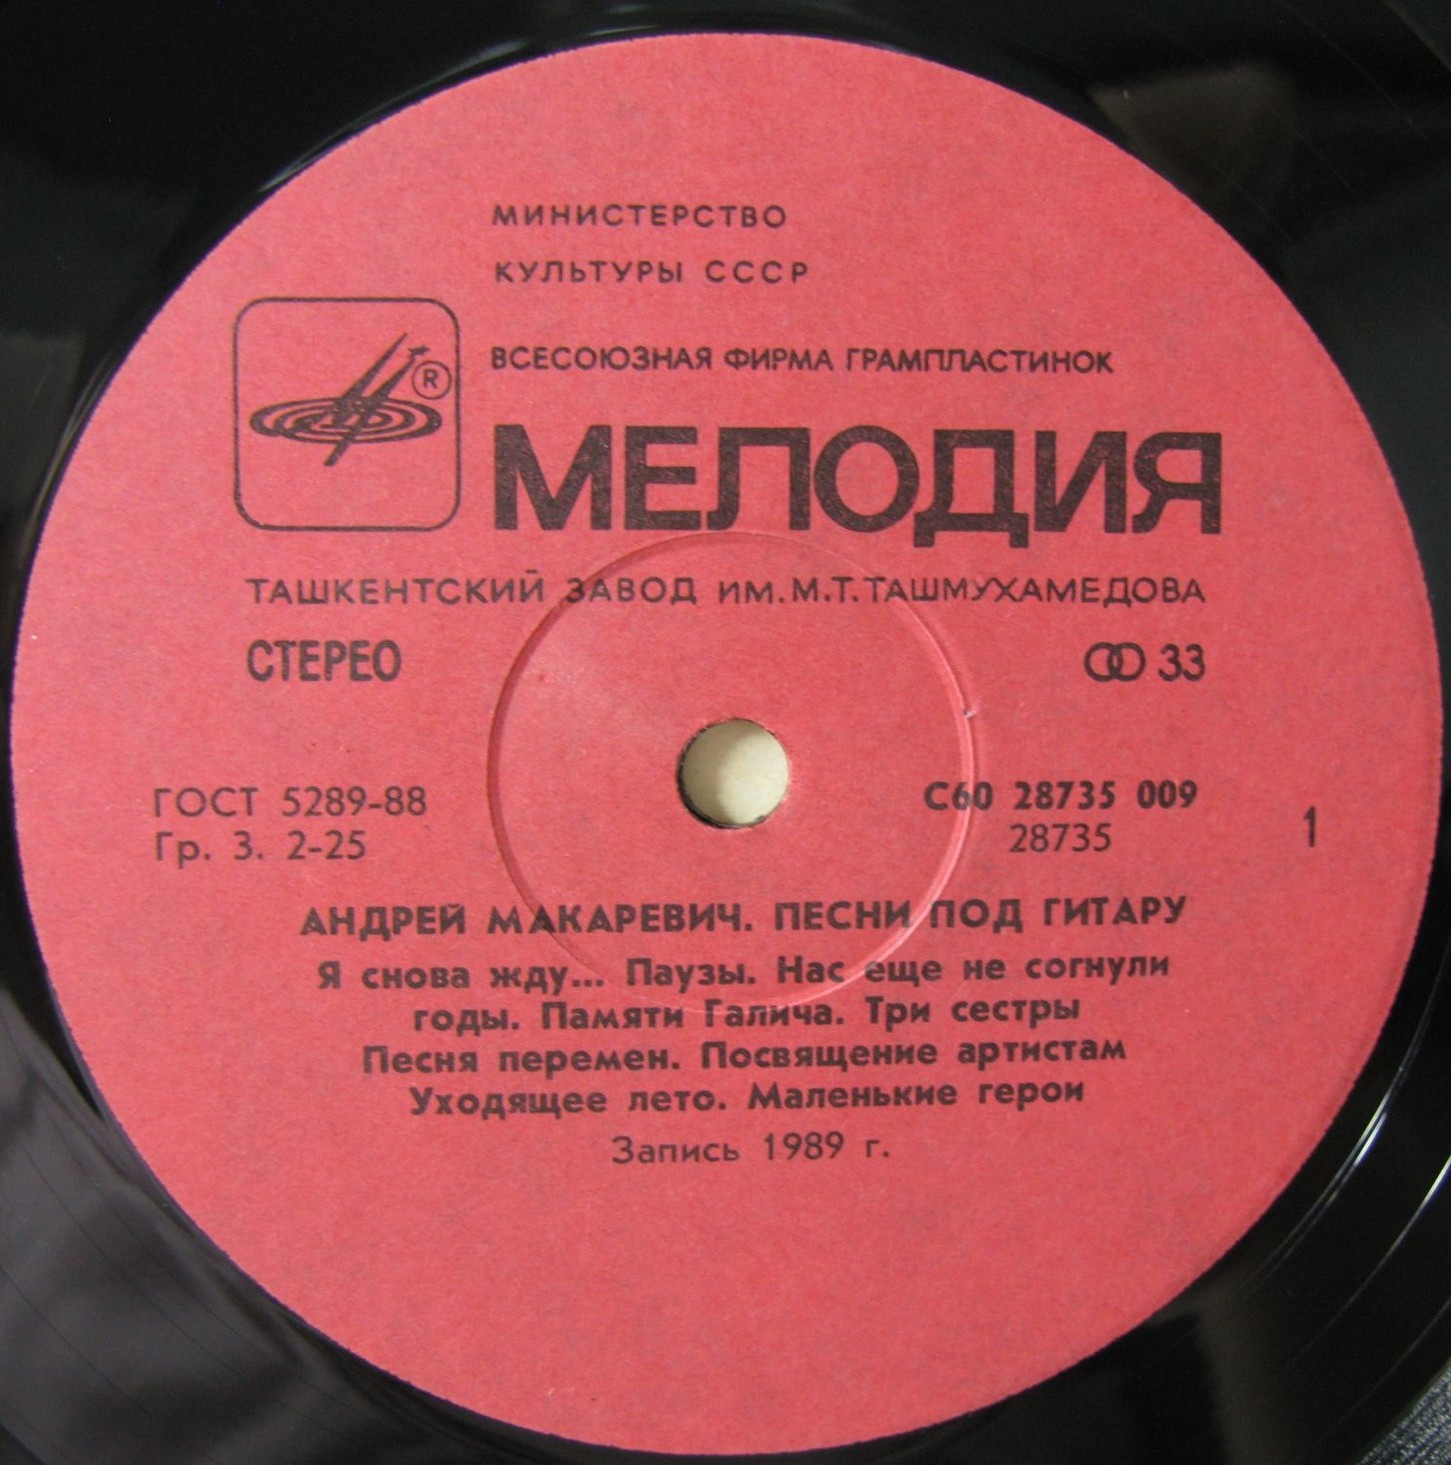 МИНИСТЕРСТВО
КУЛЬТУРЫ СССР
ВСЕСОЮЗНАЯ ФИРМА ГРАМПЛАСТИНОК
®
МЕЛОДИЯ
ТАШКЕНТСКИЙ ЗАВОД ИМ.М.Т.ТАШМУХАМЕДОВА
СТЕРЕО
33
ГОСТ 5289-88
Гр. 3. 2-25
С60 28735 009
28735
1
АНДРЕЙ МАКАРЕВИЧ. ПЕСНИ ПОД ГИТАРУ
Я снова жду... Паузы. Нас еще не согнули
годы. Памяти Галича. Три сестры
Песня перемен. Посвящение артистам
Уходящее лето. Маленькие герои
Запись 1989 г.